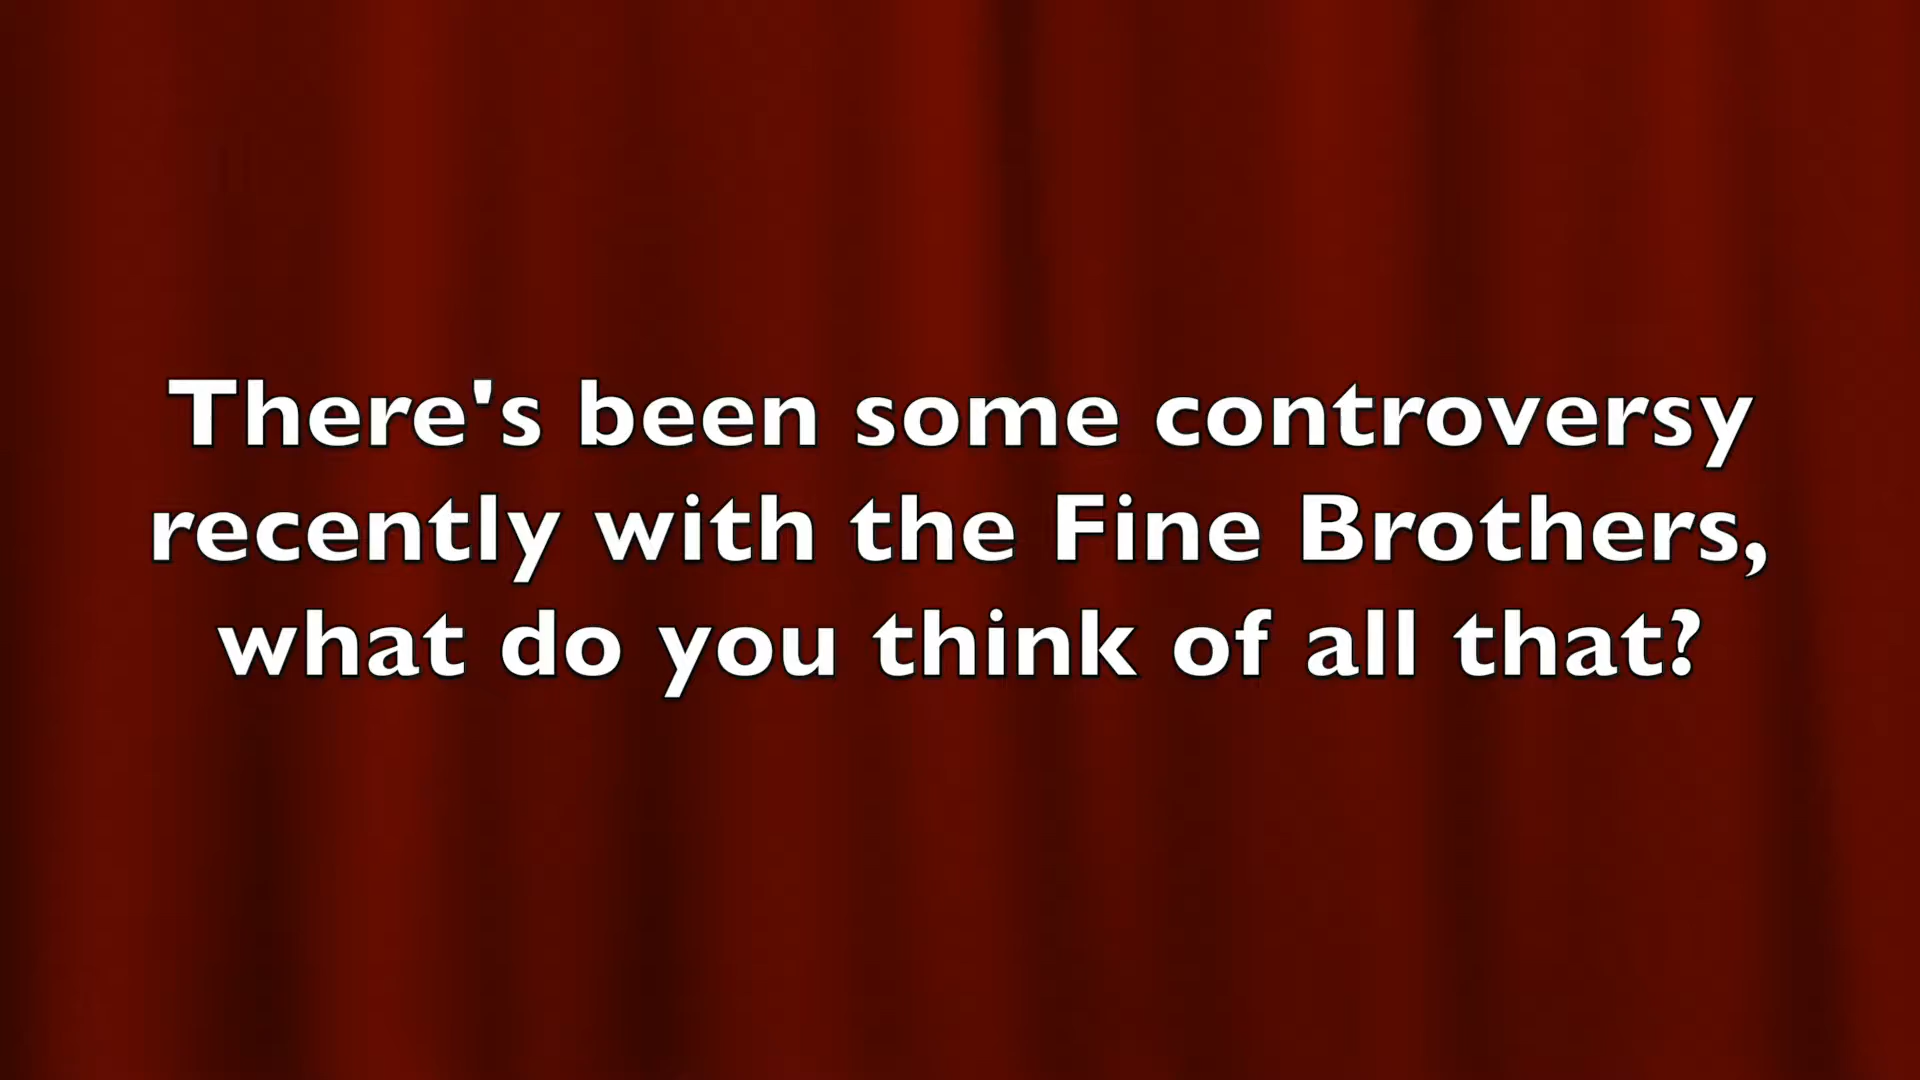 There's been some controversy
recently with the Fine Brothers,
what do you think of all that?